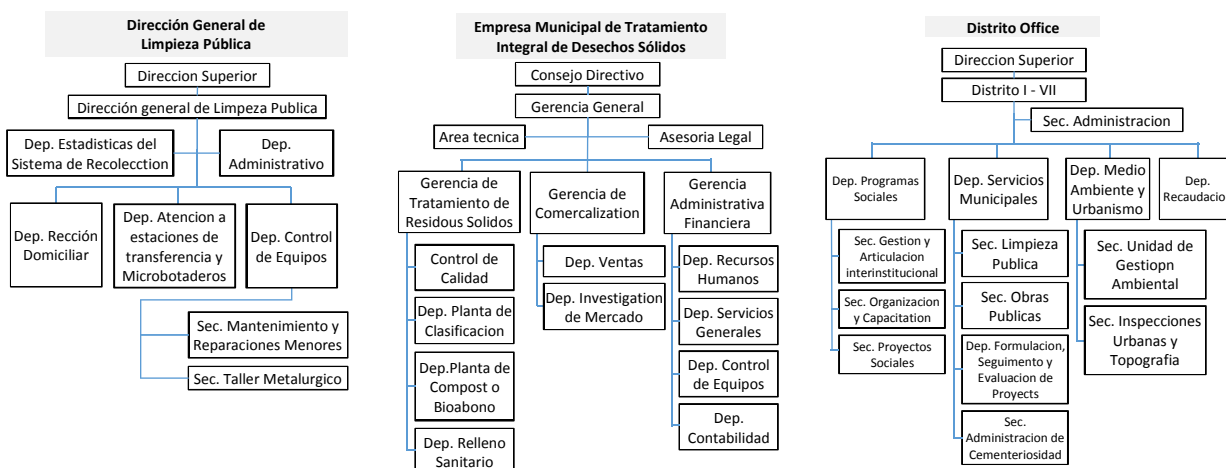 Dirección General de
Limpieza Pública
Direccion Superior
Dirección general de Limpeza Publica
Dep. Estadisticas del
Sistema de Recolecction
Dep.
Administrativo
Dep. Rección
Domiciliar
Dep. Atencion a
estaciones de
transferencia y
Microbotaderos
Dep. Control
de Equipos
Sec. Mantenimiento y
Reparaciones Menores
Sec. Taller Metalurgico
Empresa Municipal de Tratamiento
Integral de Desechos Sólidos
Consejo Directivo
Gerencia General
Area tecnica
Asesoria Legal
Gerencia de
Tratamiento de
Residous Solidos
Gerencia de
Comercalization
Gerencia
Administrativa
Financiera
Control de
Calidad
Dep. Planta de
Clasificacion
Dep.Planta de
Compost o
Bioabono
Dep. Relleno
Sanitario
Dep. Ventas
Dep. Investigation
de Mercado
Dep. Recursos
Humanos
Dep. Servicios
Generales
Dep. Control
de Equipos
Dep.
Contabilidad
Distrito Office
Direccion Superior
Distrito I - VII
Sec. Administracion
Dep. Programas
Sociales
Dep. Servicios
Municipales
Dep. Medio
Ambiente y
Urbanismo
Dep.
Recaudacio
Sec. Gestion y
Articulacion
interinstitucional
Sec. Organizacion
y Capacitation
Sec. Proyectos
Sociales
Sec. Limpieza
Publica
Sec. Obras
Publicas
Dep. Formulacion,
Seguimento y
Evaluacion de
Proyects
Sec.
Administracion de
Cementeriosidad
Sec. Unidad de
Gestiopn
Ambiental
Sec. Inspecciones
Urbanas y
Topografia